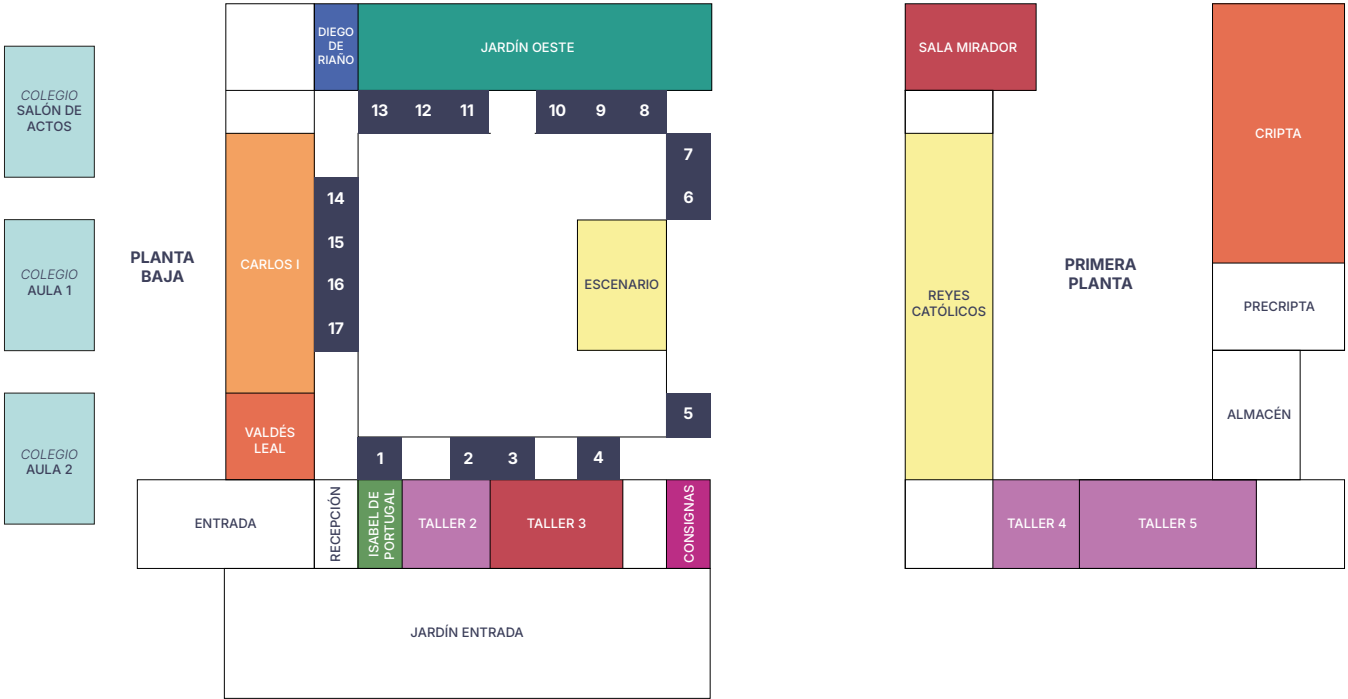 COLEGIO
SALÓN DE
ACTOS
COLEGIO
AULA 1
COLEGIO
AULA 2
PLANTA
BAJA
DIEGO
DE
RIAÑO
JARDÍN OESTE
13 12 11 10 9 8
7
6
14
15
16
17
CARLOS I
ESCENARIO
VALDÉS
LEAL
5
1 2 3 4
ENTRADA
RECEPCIÓN
ISABEL DE
PORTUGAL
TALLER 2
TALLER 3
CONSIGNAS
JARDÍN ENTRADA
SALA MIRADOR
CRIPTA
PRIMERA
PLANTA
REYES
CATÓLICOS
PRECRIPTA
ALMACÉN
TALLER 4
TALLER 5